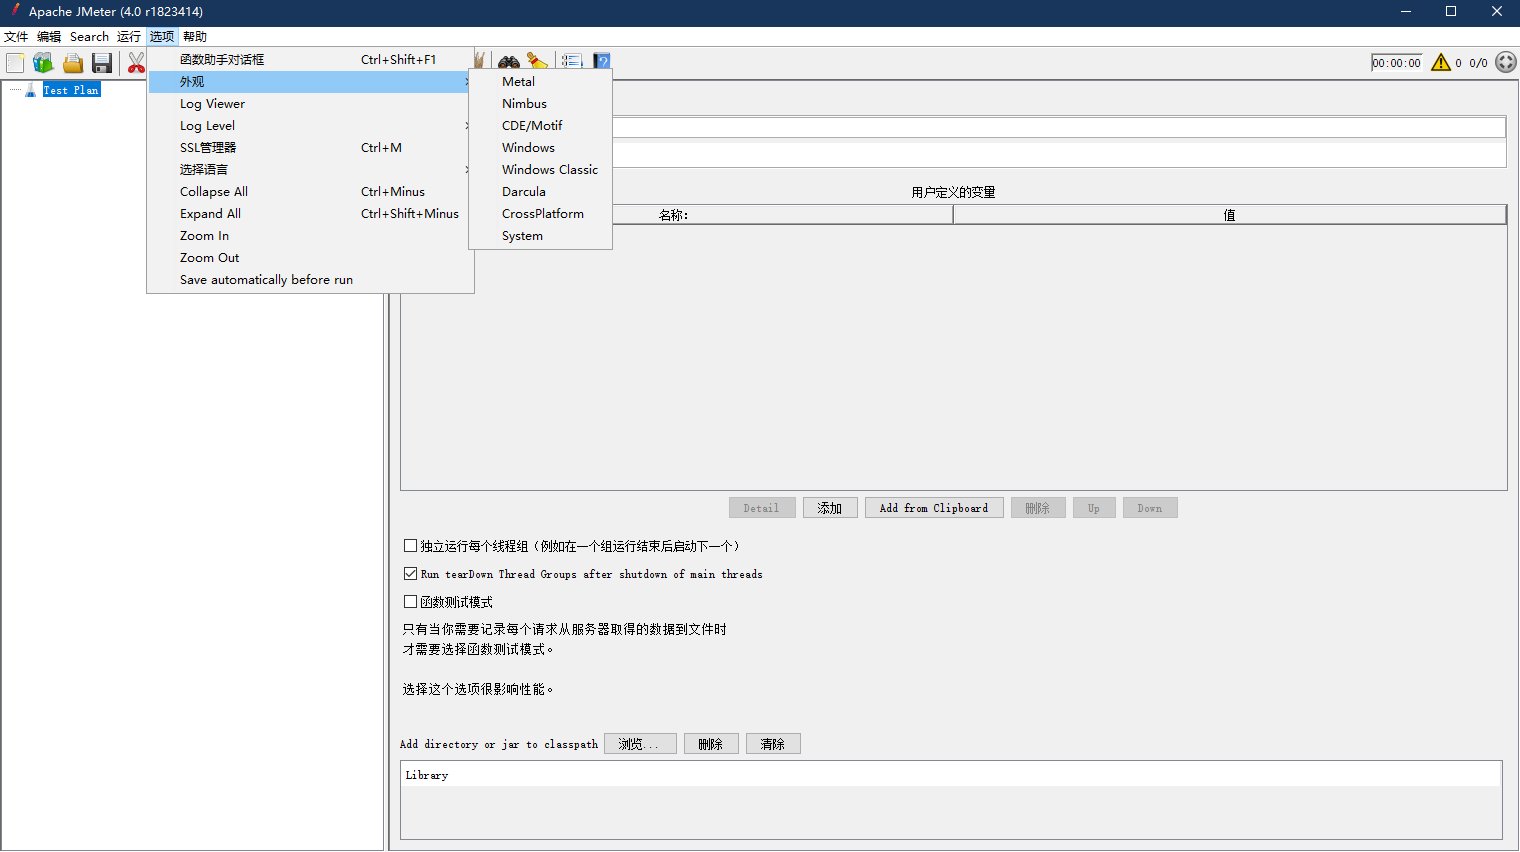 Apache JMeter (4.0 r1823414)
文件 编辑 Search 运行 选项 帮助
函数助手对话框 Ctrl+Shift+F1
外观
Log Viewer
Log Level
SSL管理器 Ctrl+M
选择语言
Collapse All Ctrl+Minus
Expand All Ctrl+Shift+Minus
Zoom In
Zoom Out
Save automatically before run
Metal
Nimbus
CDE/Motif
Windows
Windows Classic
Darcula
CrossPlatform
System
00:00:00 0 0/0
Test Plan
用户定义的变量
名称: 值
Detail 添加 Add from Clipboard 删除 Up Down
独立运行每个线程组（例如在一个组运行结束后启动下一个）
Run tearDown Thread Groups after shutdown of main threads
函数测试模式
只有当你需要记录每个请求从服务器取得的数据到文件时
才需要选择函数测试模式。
选择这个选项很影响性能。
Add directory or jar to classpath 浏览... 删除 清除
Library